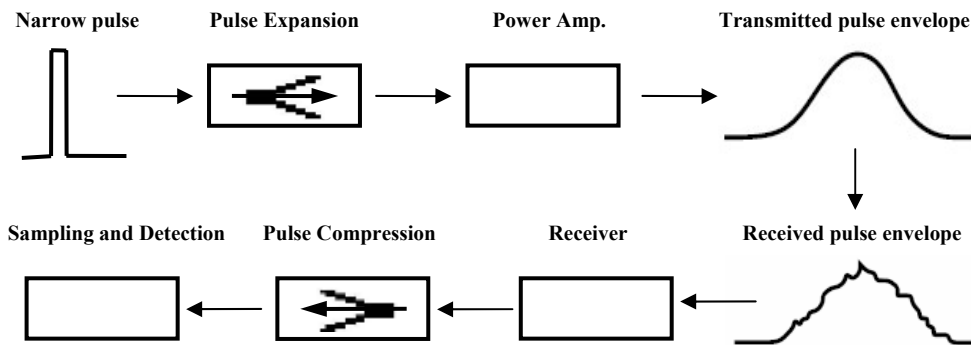 Narrow pulse
Pulse Expansion
Power Amp.
Transmitted pulse envelope
Sampling and Detection
Pulse Compression
Receiver
Received pulse envelope